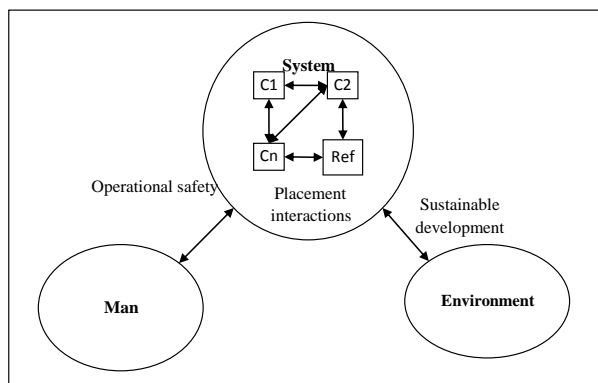 System
C1
C2
Cn
Ref
Placement
interactions
Operational safety
Sustainable
development
Man
Environment